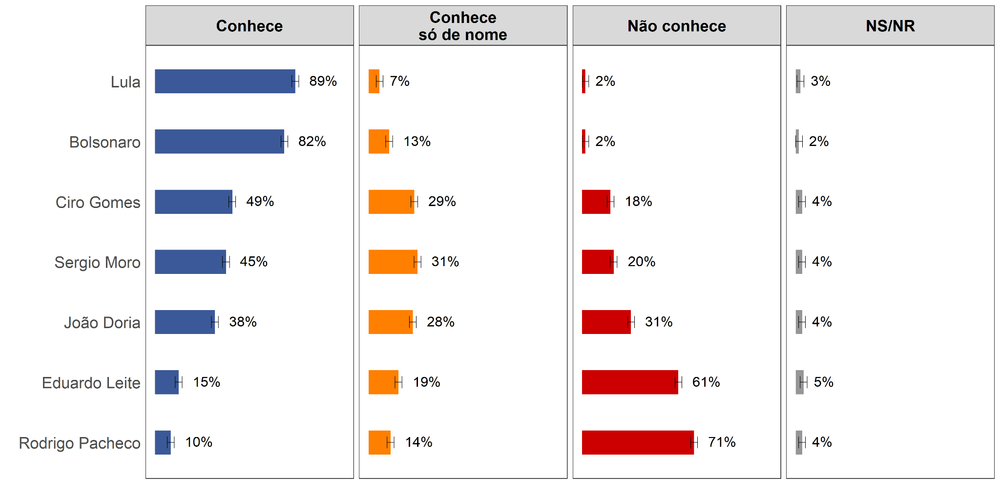 Conhece
Conhece
só de nome
Não conhece
NS/NR
Lula 89% 7% 2% 3%
Bolsonaro 82% 13% 2% 2%
Ciro Gomes 49% 29% 18% 4%
Sergio Moro 45% 31% 20% 4%
João Doria 38% 28% 31% 4%
Eduardo Leite 15% 19% 61% 5%
Rodrigo Pacheco 10% 14% 71% 4%